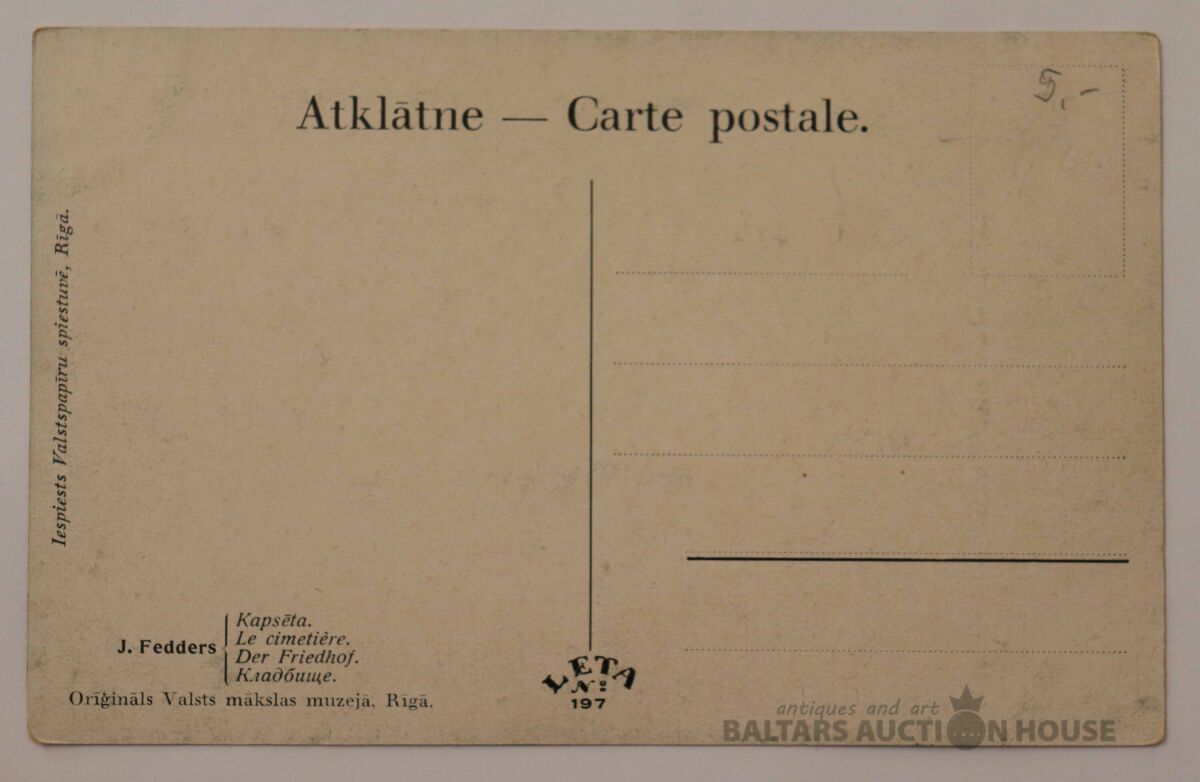 Atklātne — Carte postale.
5.-
Iespiests Valstspapīru spiestuvē, Rīgā.
J. Fedders
Kapsēta.
Le cimetière.
Der Friedhof.
Кладбище.
Oriģināls Valsts mākslas muzejā, Rīgā.
LETA
№
197
antiques and art
BALTARS AUCTION HOUSE